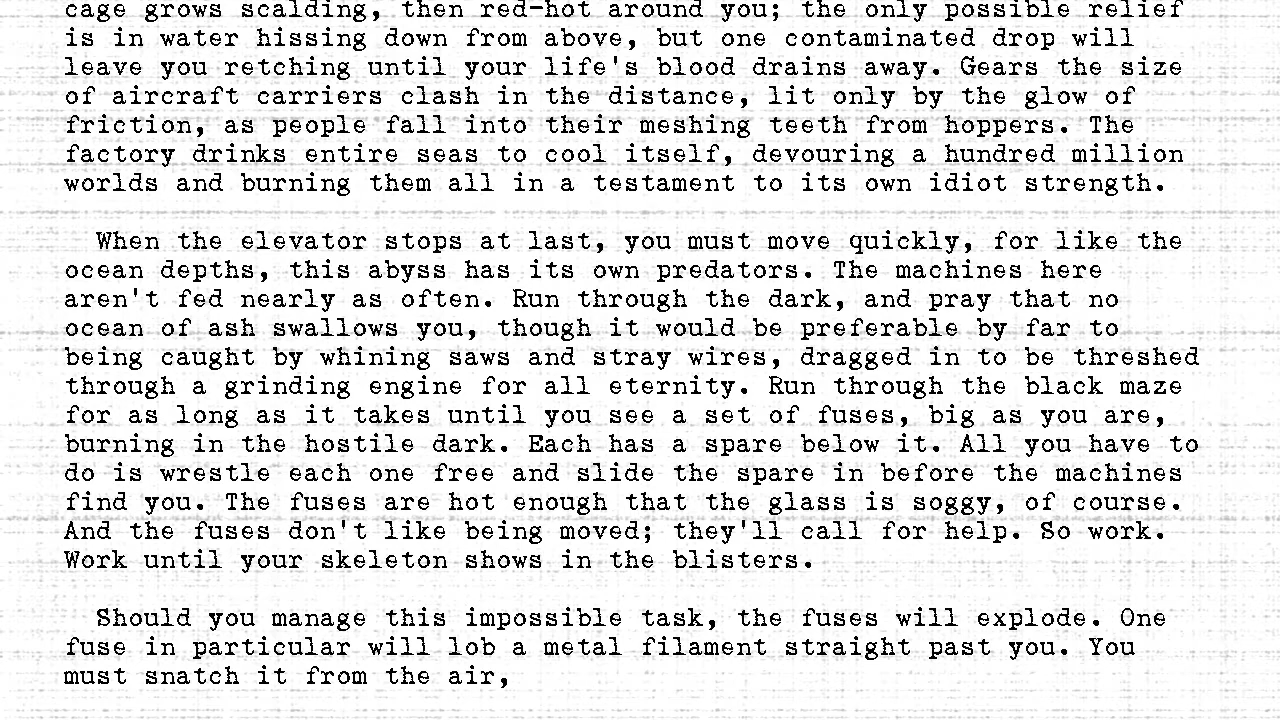 cage grows scalding, then red-hot around you; the only possible relief
is in water hissing down from above, but one contaminated drop will
leave you retching until your life's blood drains away. Gears the size
of aircraft carriers clash in the distance, lit only by the glow of
friction, as people fall into their meshing teeth from hoppers. The
factory drinks entire seas to cool itself, devouring a hundred million
worlds and burning them all in a testament to its own idiot strength.
When the elevator stops at last, you must move quickly, for like the
ocean depths, this abyss has its own predators. The machines here
aren't fed nearly as often. Run through the dark, and pray that no
ocean of ash swallows you, though it would be preferable by far to
being caught by whining saws and stray wires, dragged in to be threshed
through a grinding engine for all eternity. Run through the black maze
for as long as it takes until you see a set of fuses, big as you are,
burning in the hostile dark. Each has a spare below it. All you have to
do is wrestle each one free and slide the spare in before the machines
find you. The fuses are hot enough that the glass is soggy, of course.
And the fuses don't like being moved; they'll call for help. So work.
Work until your skeleton shows in the blisters.
Should you manage this impossible task, the fuses will explode. One
fuse in particular will lob a metal filament straight past you. You
must snatch it from the air,